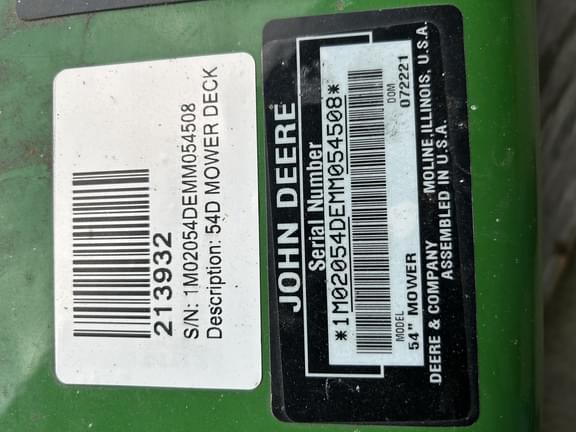 213932
S/N: 1M02054DEMM054508
Description: 54D MOWER DECK
JOHN DEERE
Serial Number
*1M02054DEMM054508*
DOM
072221
MODEL
54" MOWER
DEERE & COMPANY MOLINE, ILLINOIS, U.S.A.
ASSEMBLED IN U.S.A.